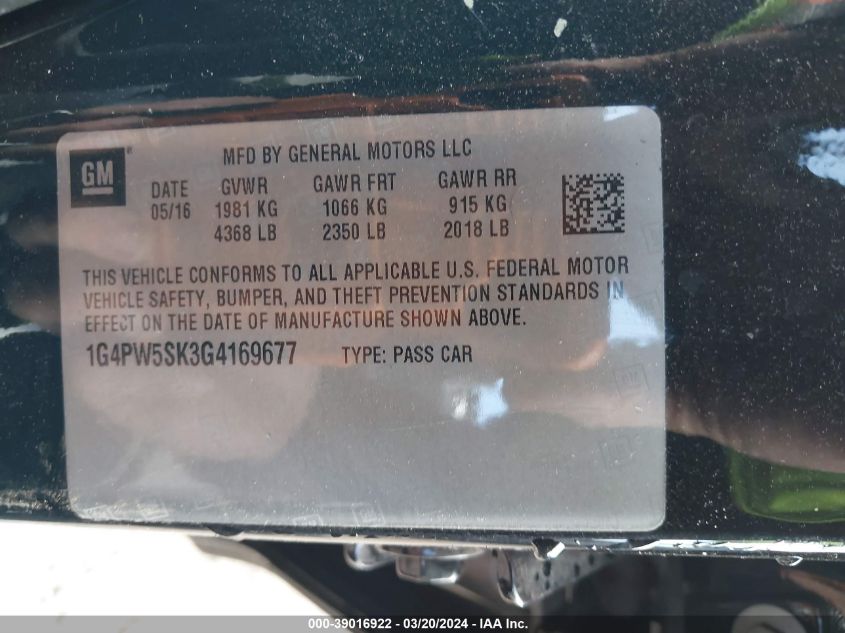 GM
MFD BY GENERAL MOTORS LLC
DATE GVWR GAWR FRT GAWR RR
05/16 1981 KG 1066 KG 915 KG
4368 LB 2350 LB 2018 LB
THIS VEHICLE CONFORMS TO ALL APPLICABLE U.S. FEDERAL MOTOR
VEHICLE SAFETY, BUMPER, AND THEFT PREVENTION STANDARDS IN
EFFECT ON THE DATE OF MANUFACTURE SHOWN ABOVE.
1G4PW5SK3G4169677 TYPE: PASS CAR
000-39016922 - 03/20/2024 - IAA Inc.